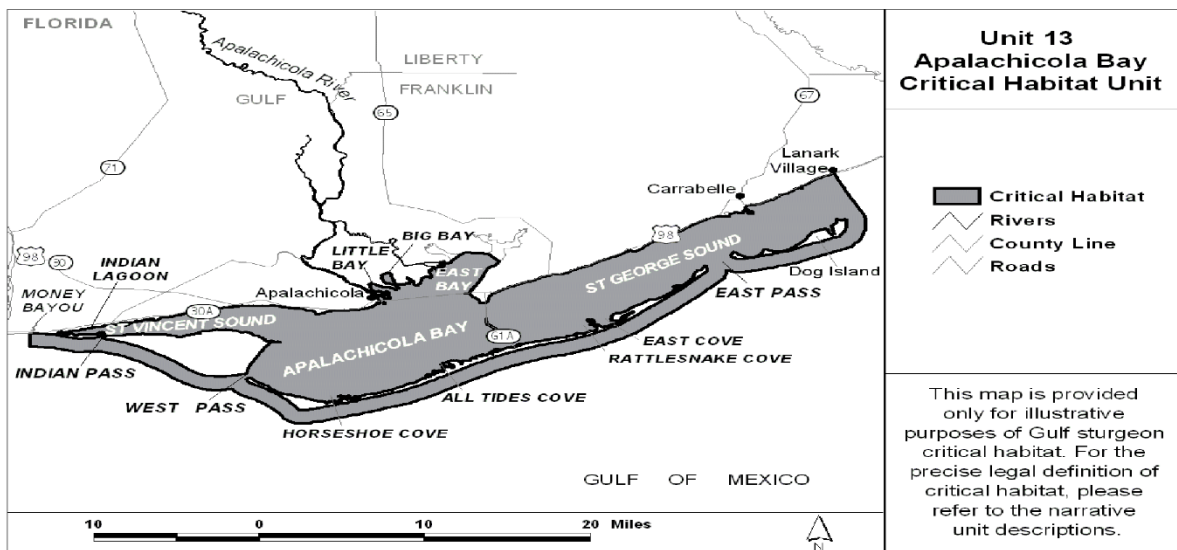 FLORIDA
Apalachicola River
LIBERTY
GULF
FRANKLIN
65
67
71
Lanark
Village
Carrabelle
98
BIG BAY
LITTLE
BAY
EAST
BAY
ST GEORGE SOUND
Dog Island
98
30
INDIAN
LAGOON
MONEY
BAYOU
Apalachicola
EAST PASS
30A
ST VINCENT SOUND
APALACHICOLA BAY
G1A
EAST COVE
RATTLESNAKE COVE
INDIAN PASS
WEST PASS
ALL TIDES COVE
HORSESHOE COVE
GULF OF MEXICO
10 0 10 20 Miles
N
Unit 13
Apalachicola Bay
Critical Habitat Unit
Critical Habitat
Rivers
County Line
Roads
This map is provided
only for illustrative
purposes of Gulf sturgeon
critical habitat. For the
precise legal definition of
critical habitat, please
refer to the narrative
unit descriptions.